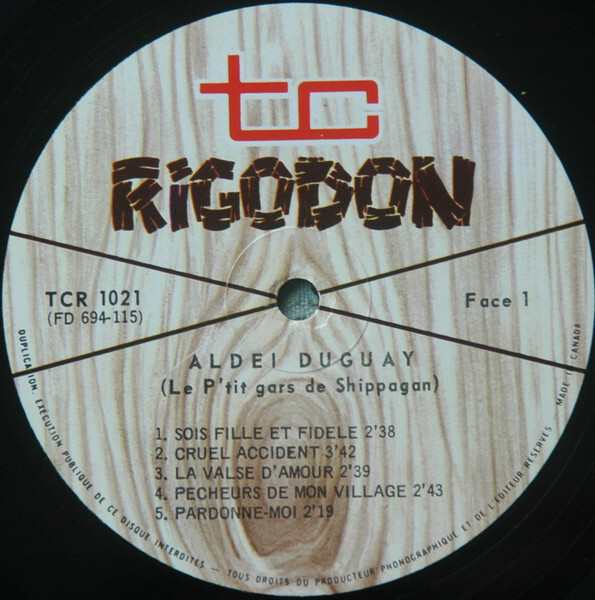 tc
RIGODON
TCR 1021
(FD 694-115)
Face 1
ALDEI DUGUAY
(Le P'tit gars de Shippagan)
1. SOIS FILLE ET FIDELE 2'38
2. CRUEL ACCIDENT 3'42
3. LA VALSE D'AMOUR 2'39
4. PECHEURS DE MON VILLAGE 2'43
5. PARDONNE-MOI 2'19
DUPLICATION, EXECUTION PUBLIQUE DE CE DISQUE INTERDITES — TOUS DROITS DU PRODUCTEUR PHONOGRAPHIQUE ET DE L'EDITEUR RESERVES MADE IN CANADA